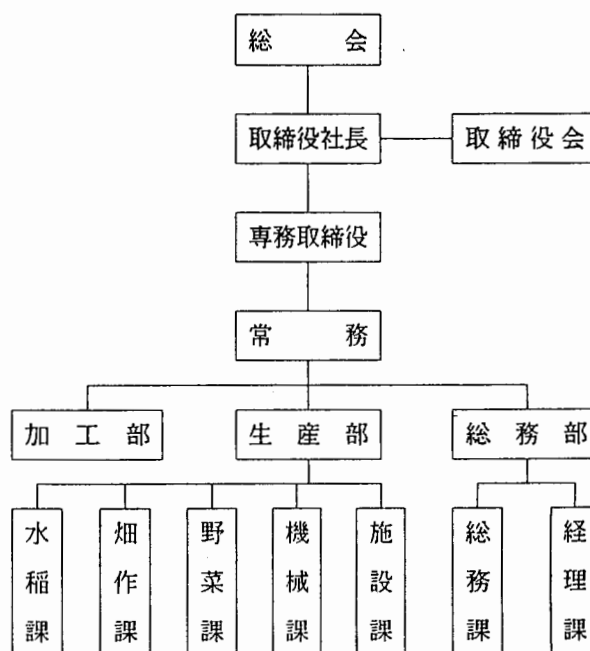 総会
取締役社長
取締役会
専務取締役
常務
加工部
生産部
総務部
水稲課
畑作課
野菜課
機械課
施設課
総務課
経理課